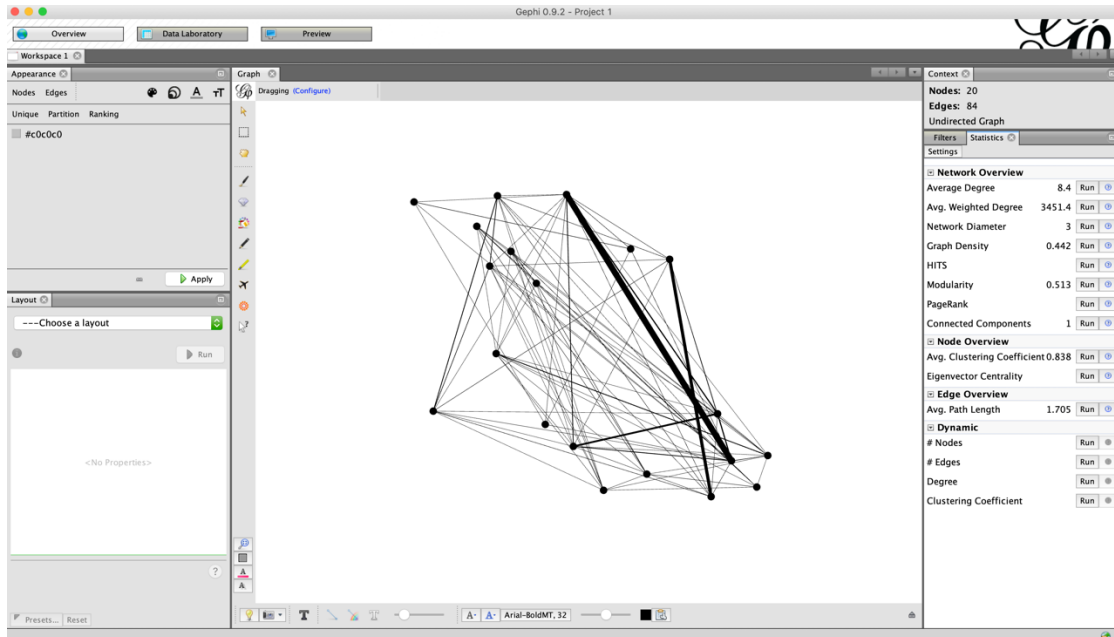 Gephi 0.9.2 - Project 1
Overview
Data Laboratory
Preview
Workspace 1
Appearance
Nodes Edges
Unique Partition Ranking
#c0c0c0
Apply
Layout
---Choose a layout
Run
<No Properties>
?
Presets... Reset
Graph
Dragging (Configure)
Arial-BoldMT, 32
Context
Nodes: 20
Edges: 84
Undirected Graph
Filters Statistics
Settings
Network Overview
Average Degree 8.4 Run
Avg. Weighted Degree 3451.4 Run
Network Diameter 3 Run
Graph Density 0.442 Run
HITS Run
Modularity 0.513 Run
PageRank Run
Connected Components 1 Run
Node Overview
Avg. Clustering Coefficient 0.838 Run
Eigenvector Centrality Run
Edge Overview
Avg. Path Length 1.705 Run
Dynamic
# Nodes Run
# Edges Run
Degree Run
Clustering Coefficient Run